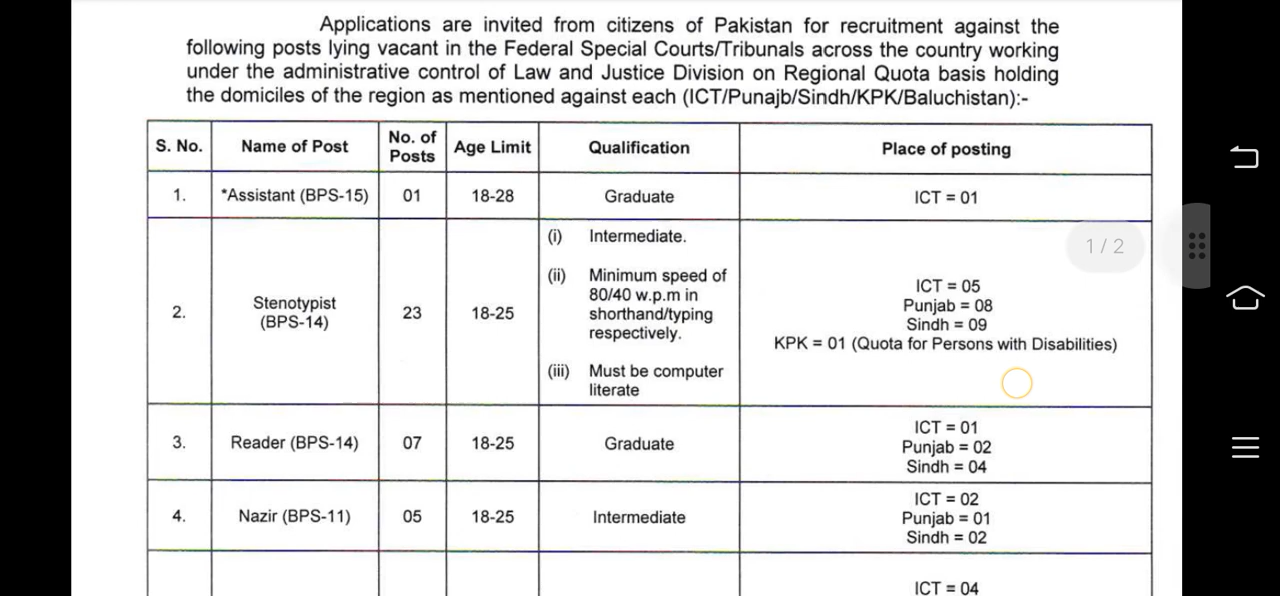 Applications are invited from citizens of Pakistan for recruitment against the
following posts lying vacant in the Federal Special Courts/Tribunals across the country working
under the administrative control of Law and Justice Division on Regional Quota basis holding
the domiciles of the region as mentioned against each (ICT/Punajb/Sindh/KPK/Baluchistan):-
S. No.
Name of Post
No. of
Posts
Age Limit
Qualification
Place of posting
1.
*Assistant (BPS-15)
01
18-28
Graduate
ICT = 01
2.
Stenotypist
(BPS-14)
23
18-25
(i) Intermediate.
(ii) Minimum speed of
80/40 w.p.m in
shorthand/typing
respectively.
(iii) Must be computer
literate
ICT = 05
Punjab = 08
Sindh = 09
KPK = 01 (Quota for Persons with Disabilities)
1 / 2
3.
Reader (BPS-14)
07
18-25
Graduate
ICT = 01
Punjab = 02
Sindh = 04
4.
Nazir (BPS-11)
05
18-25
Intermediate
ICT = 02
Punjab = 01
Sindh = 02
ICT = 04